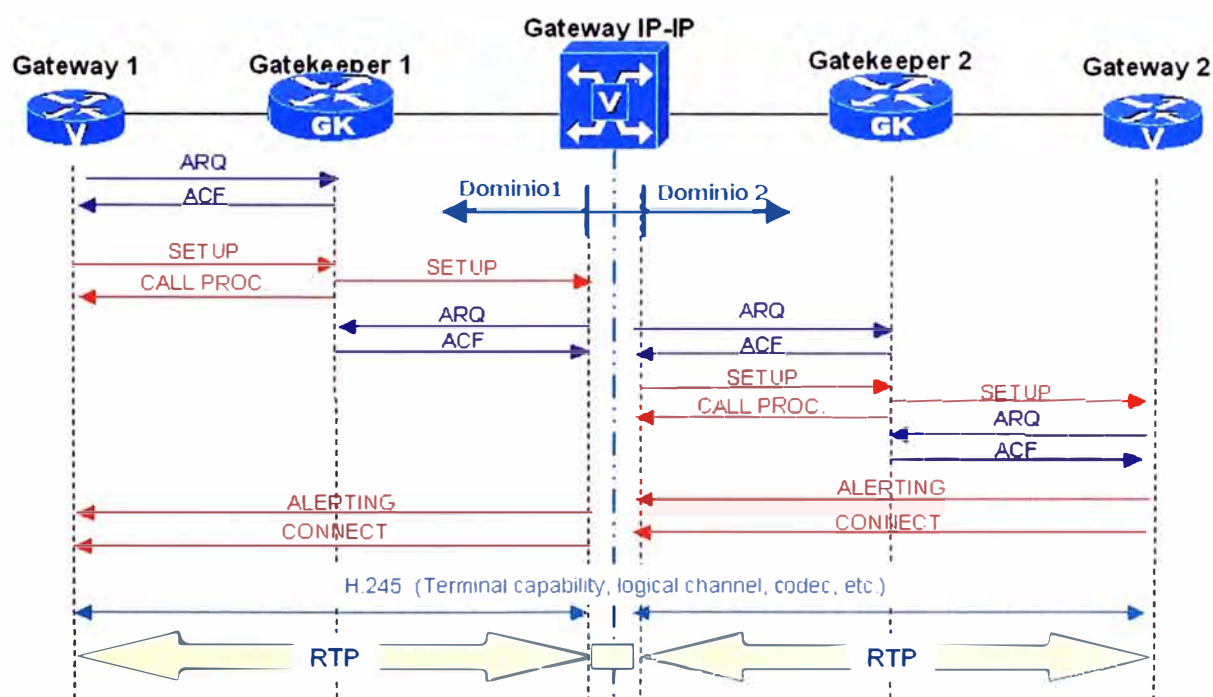 Gateway IP-IP
Gateway 1
Gatekeeper 1
Gatekeeper 2
Gateway 2
V
GK
V
GK
V
ARQ
ACF
Dominio1
Dominio 2
SETUP
SETUP
CALL PROC.
ARQ
ARQ
ACF
ACF
SETUP
SETUP
CALL PROC.
ARQ
ACF
ALERTING
ALERTING
CONNECT
CONNECT
H.245 (Terminal capability, logical channel, codec, etc.)
RTP
RTP